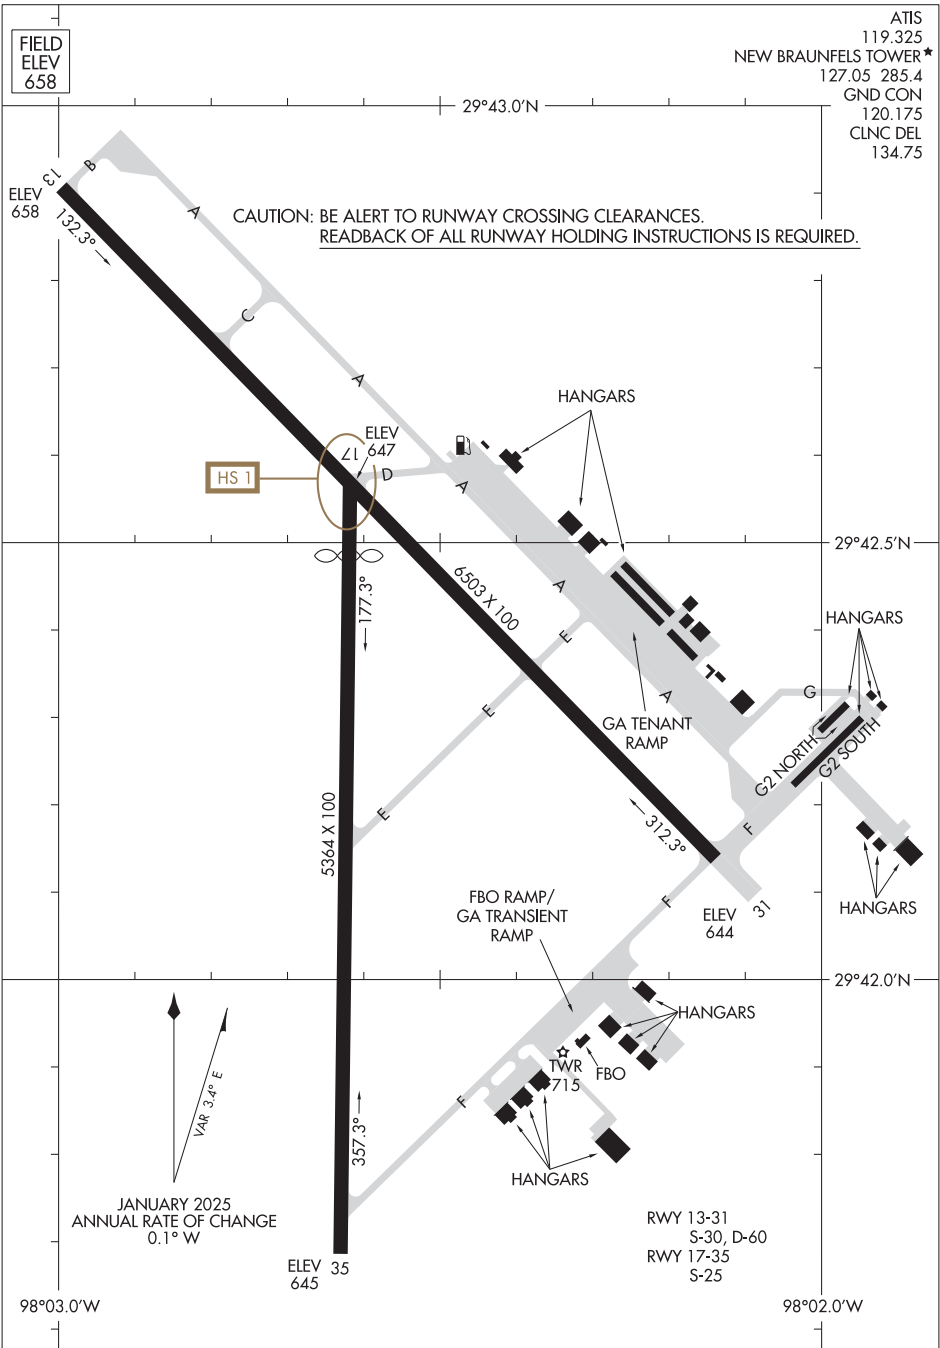 FIELD
ELEV
658
ATIS
119.325
NEW BRAUNFELS TOWER★
127.05 285.4
GND CON
120.175
CLNC DEL
134.75
29°43.0'N
13
B
ELEV
658
132.3°
A
CAUTION: BE ALERT TO RUNWAY CROSSING CLEARANCES.
READBACK OF ALL RUNWAY HOLDING INSTRUCTIONS IS REQUIRED.
C
A
HANGARS
ELEV
647
17
HS 1
D
A
29°42.5'N
6503 X 100
177.3°
A
E
HANGARS
E
A
G
GA TENANT
RAMP
G2 NORTH
G2 SOUTH
E
5364 X 100
312.3°
F
FBO RAMP/
GA TRANSIENT
RAMP
F
31
ELEV
644
HANGARS
29°42.0'N
HANGARS
VAR 3.4° E
TWR
715
FBO
F
357.3°
HANGARS
JANUARY 2025
ANNUAL RATE OF CHANGE
0.1° W
RWY 13-31
S-30, D-60
RWY 17-35
S-25
ELEV
645
35
98°03.0'W
98°02.0'W